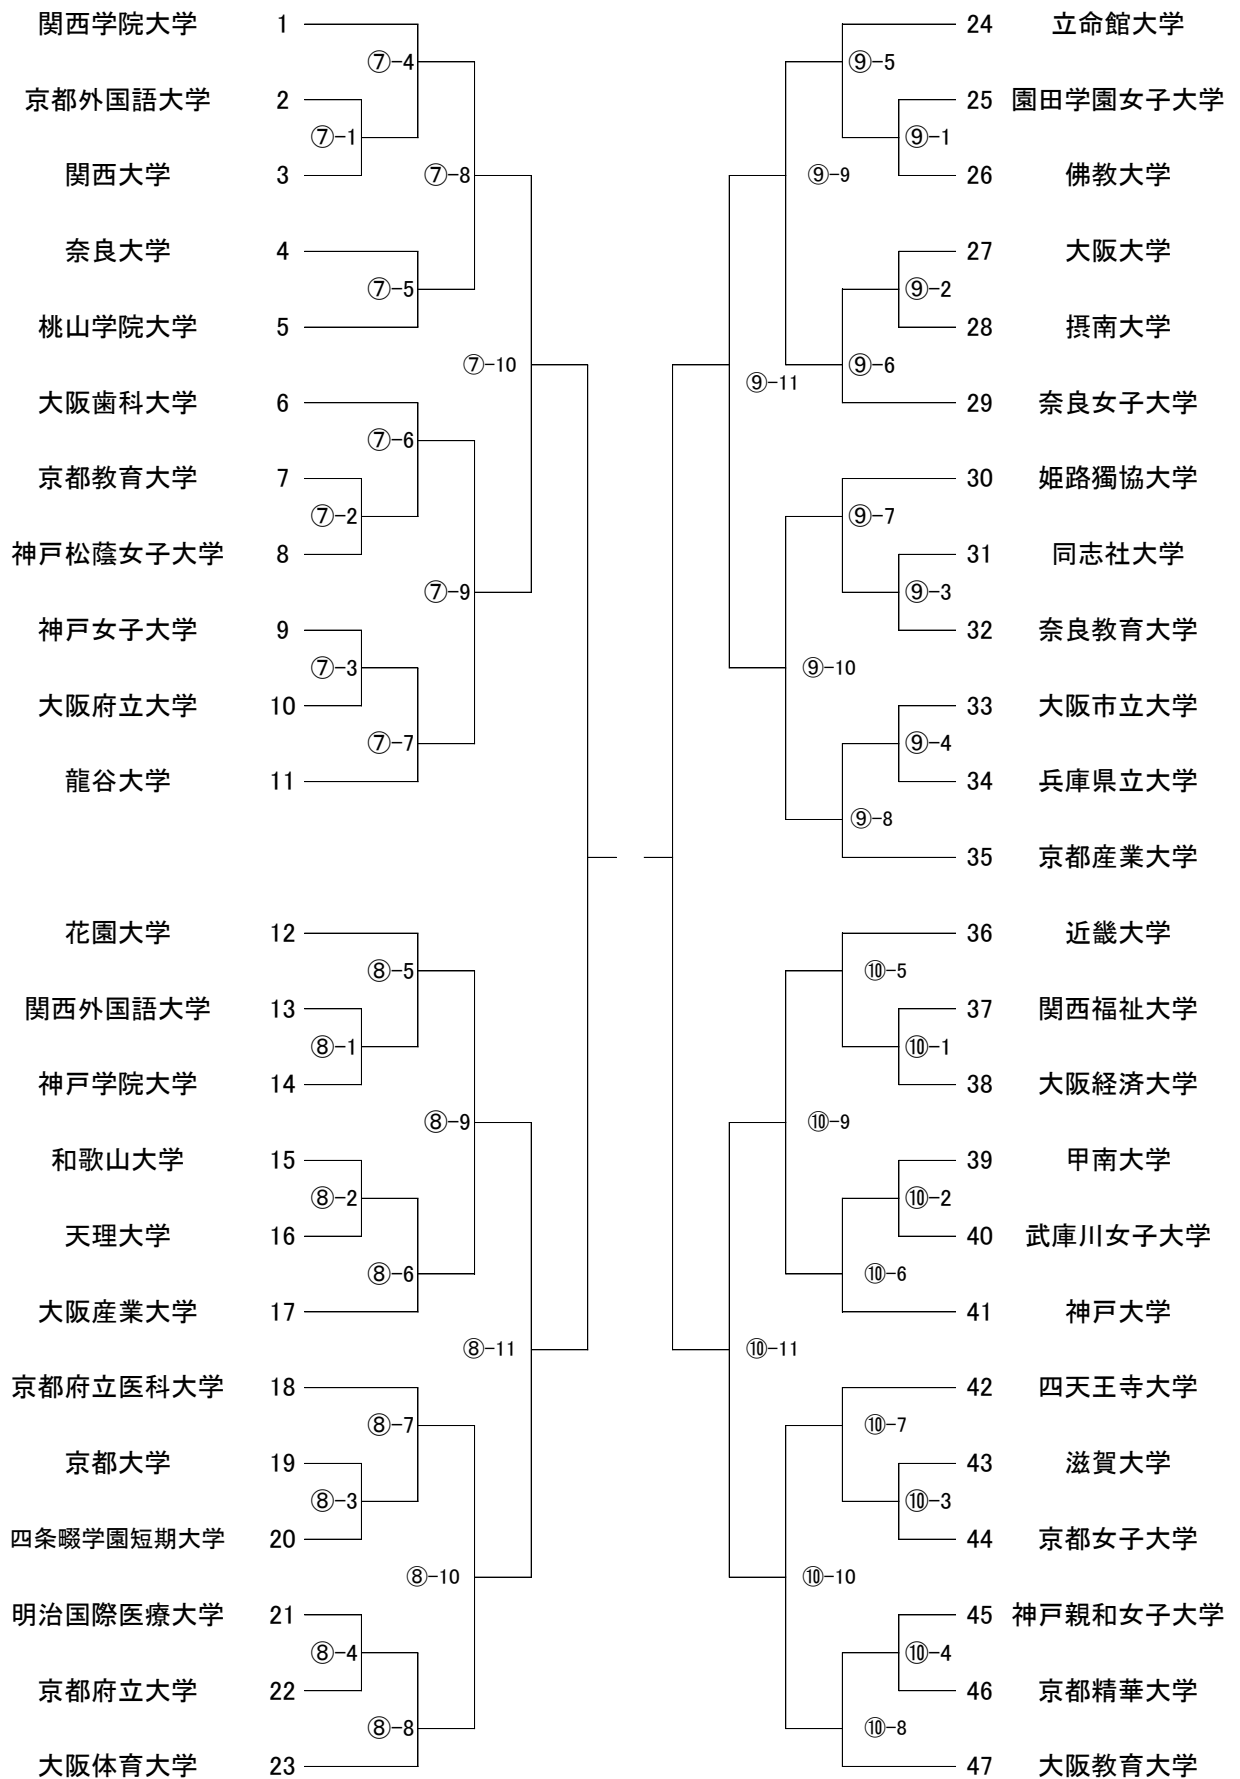 関西学院大学 1
⑦-4
京都外国語大学 2
⑦-1
関西大学 3
⑦-8
奈良大学 4
⑦-5
桃山学院大学 5
⑦-10
大阪歯科大学 6
⑦-6
京都教育大学 7
⑦-2
神戸松蔭女子大学 8
⑦-9
神戸女子大学 9
⑦-3
大阪府立大学 10
⑦-7
龍谷大学 11
花園大学 12
⑧-5
関西外国語大学 13
⑧-1
神戸学院大学 14
⑧-9
和歌山大学 15
⑧-2
天理大学 16
⑧-6
大阪産業大学 17
⑧-11
京都府立医科大学 18
⑧-7
京都大学 19
⑧-3
四条畷学園短期大学 20
⑧-10
明治国際医療大学 21
⑧-4
京都府立大学 22
⑧-8
大阪体育大学 23
24 立命館大学
⑨-5
25 園田学園女子大学
⑨-1
26 佛教大学
⑨-9
27 大阪大学
⑨-2
28 摂南大学
⑨-6
⑨-11
29 奈良女子大学
30 姫路獨協大学
⑨-7
31 同志社大学
⑨-3
32 奈良教育大学
⑨-10
33 大阪市立大学
⑨-4
34 兵庫県立大学
⑨-8
35 京都産業大学
36 近畿大学
⑩-5
37 関西福祉大学
⑩-1
38 大阪経済大学
⑩-9
39 甲南大学
⑩-2
40 武庫川女子大学
⑩-6
41 神戸大学
⑩-11
42 四天王寺大学
⑩-7
43 滋賀大学
⑩-3
44 京都女子大学
⑩-10
45 神戸親和女子大学
⑩-4
46 京都精華大学
⑩-8
47 大阪教育大学